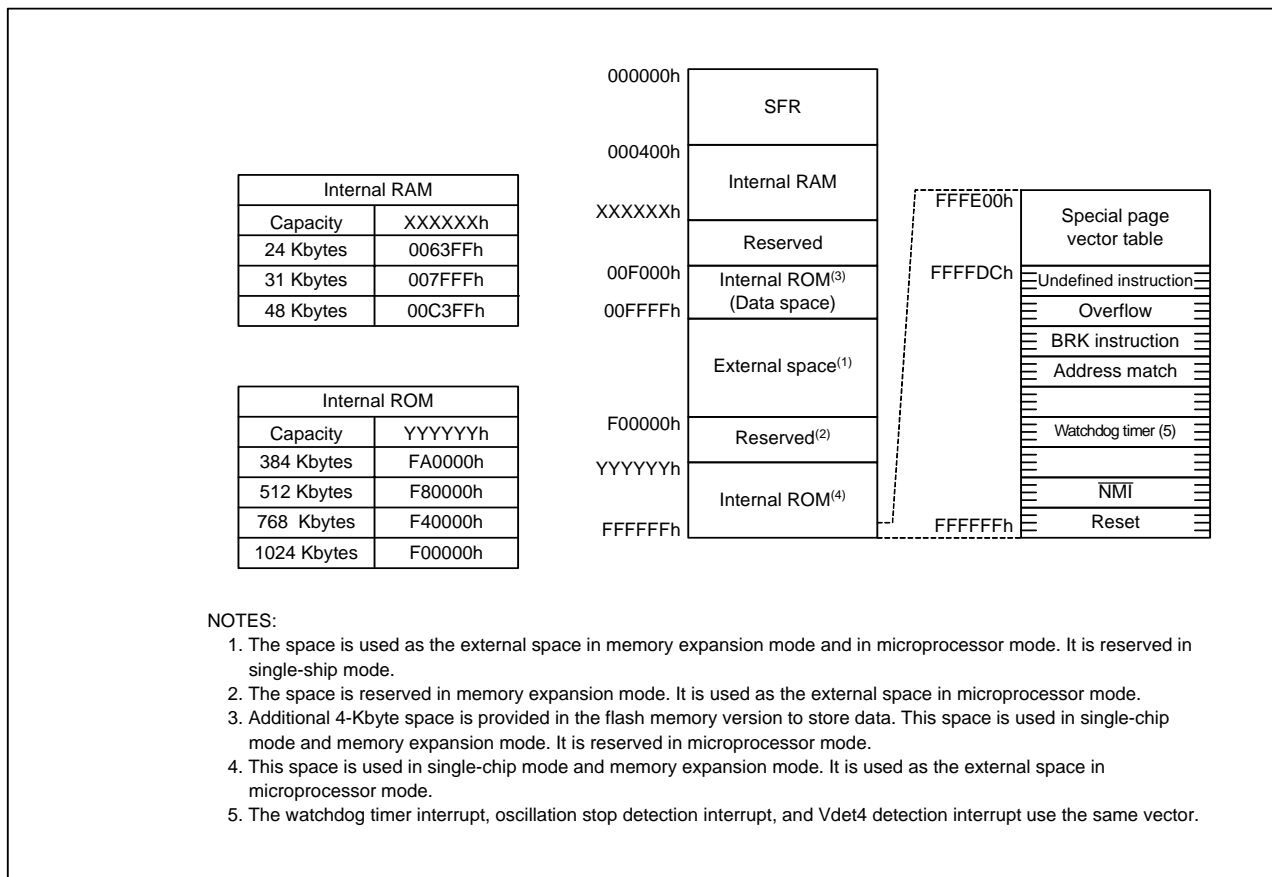 Internal RAM
Capacity XXXXXXh
24 Kbytes 0063FFh
31 Kbytes 007FFFh
48 Kbytes 00C3FFh
Internal ROM
Capacity YYYYYYh
384 Kbytes FA0000h
512 Kbytes F80000h
768 Kbytes F40000h
1024 Kbytes F00000h
000000h
SFR
000400h
Internal RAM
XXXXXXh
Reserved
00F000h
Internal ROM(3)
(Data space)
00FFFFh
External space(1)
F00000h
Reserved(2)
YYYYYYh
Internal ROM(4)
FFFFFFh
FFFE00h
Special page
vector table
FFFFDCh
Undefined instruction
Overflow
BRK instruction
Address match
Watchdog timer (5)
NMI
Reset
FFFFFFh
NOTES:
1. The space is used as the external space in memory expansion mode and in microprocessor mode. It is reserved in
single-ship mode.
2. The space is reserved in memory expansion mode. It is used as the external space in microprocessor mode.
3. Additional 4-Kbyte space is provided in the flash memory version to store data. This space is used in single-chip
mode and memory expansion mode. It is reserved in microprocessor mode.
4. This space is used in single-chip mode and memory expansion mode. It is used as the external space in
microprocessor mode.
5. The watchdog timer interrupt, oscillation stop detection interrupt, and Vdet4 detection interrupt use the same vector.